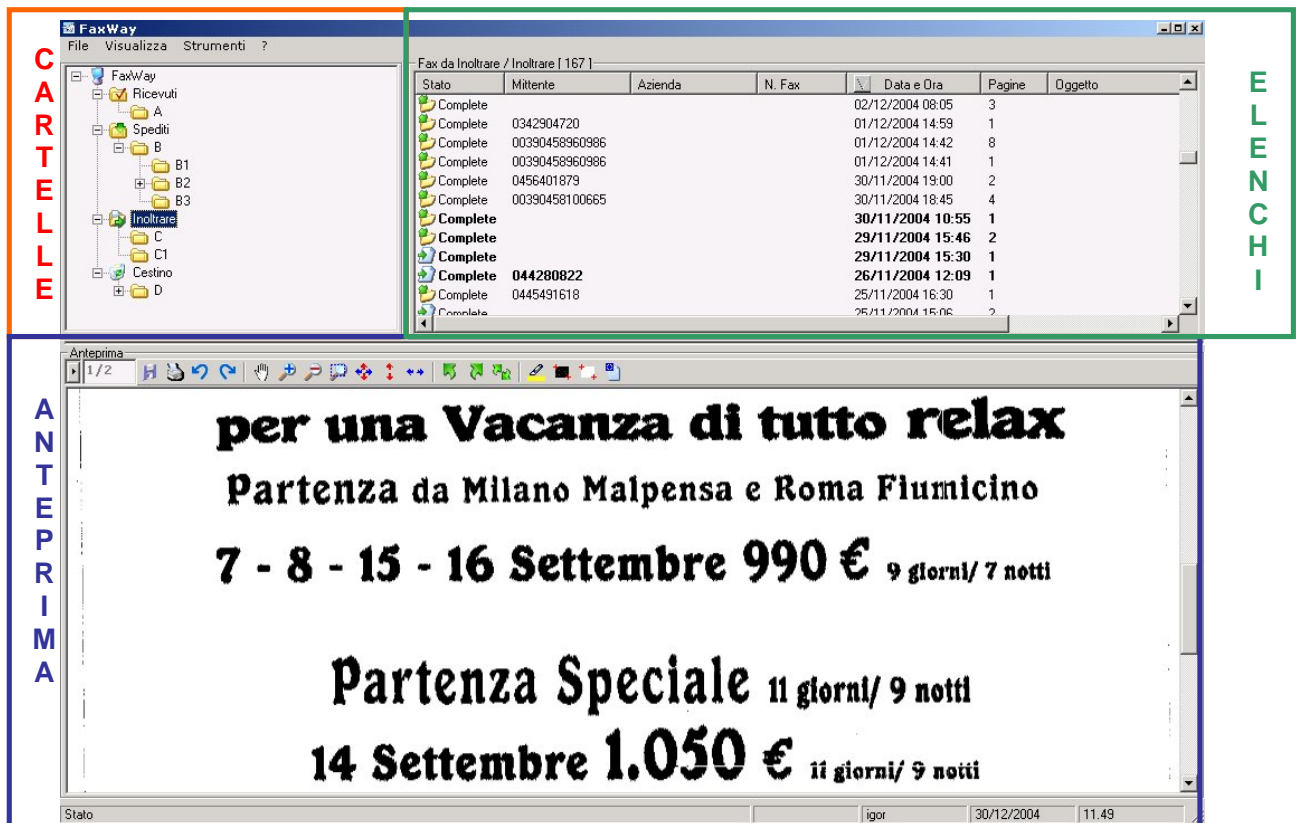 FaxWay
File Visualizza Strumenti ?
CARTELLE
FaxWay
Ricevuti
A
Spediti
B
B1
B2
B3
Inoltrare
C
C1
Cestino
D
Fax da Inoltrare / Inoltrare [ 167 ]
Stato Mittente Azienda N. Fax Data e Ora Pagine Oggetto
Complete 02/12/2004 08:05 3
Complete 0342904720 01/12/2004 14:59 1
Complete 00390458960986 01/12/2004 14:42 8
Complete 00390458960986 01/12/2004 14:41 1
Complete 0456401879 30/11/2004 19:00 2
Complete 00390458100665 30/11/2004 18:45 4
Complete 30/11/2004 10:55 1
Complete 29/11/2004 15:46 2
Complete 29/11/2004 15:30 1
Complete 044280822 26/11/2004 12:09 1
Complete 0445491618 25/11/2004 16:30 1
Complete 25/11/2004 15:06 2
ELENCHI
ANTEPRIMA
Anteprima
1/2
per una Vacanza di tutto relax
Partenza da Milano Malpensa e Roma Fiumicino
7 - 8 - 15 - 16 Settembre 990 € 9 giorni/ 7 notti
Partenza Speciale 11 giorni/ 9 notti
14 Settembre 1.050 € 11 giorni/ 9 notti
Stato igor 30/12/2004 11.49